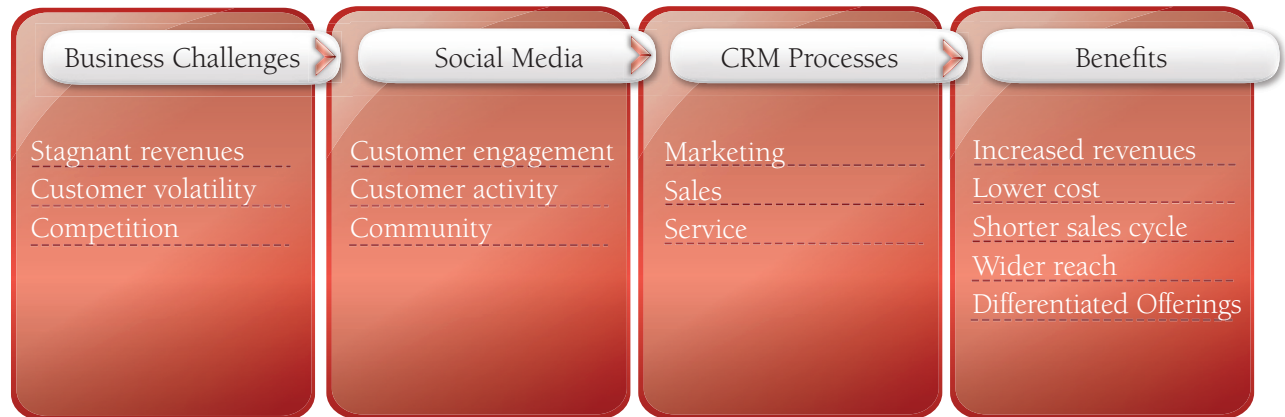 Business Challenges
Stagnant revenues
Customer volatility
Competition
Social Media
Customer engagement
Customer activity
Community
CRM Processes
Marketing
Sales
Service
Benefits
Increased revenues
Lower cost
Shorter sales cycle
Wider reach
Differentiated Offerings